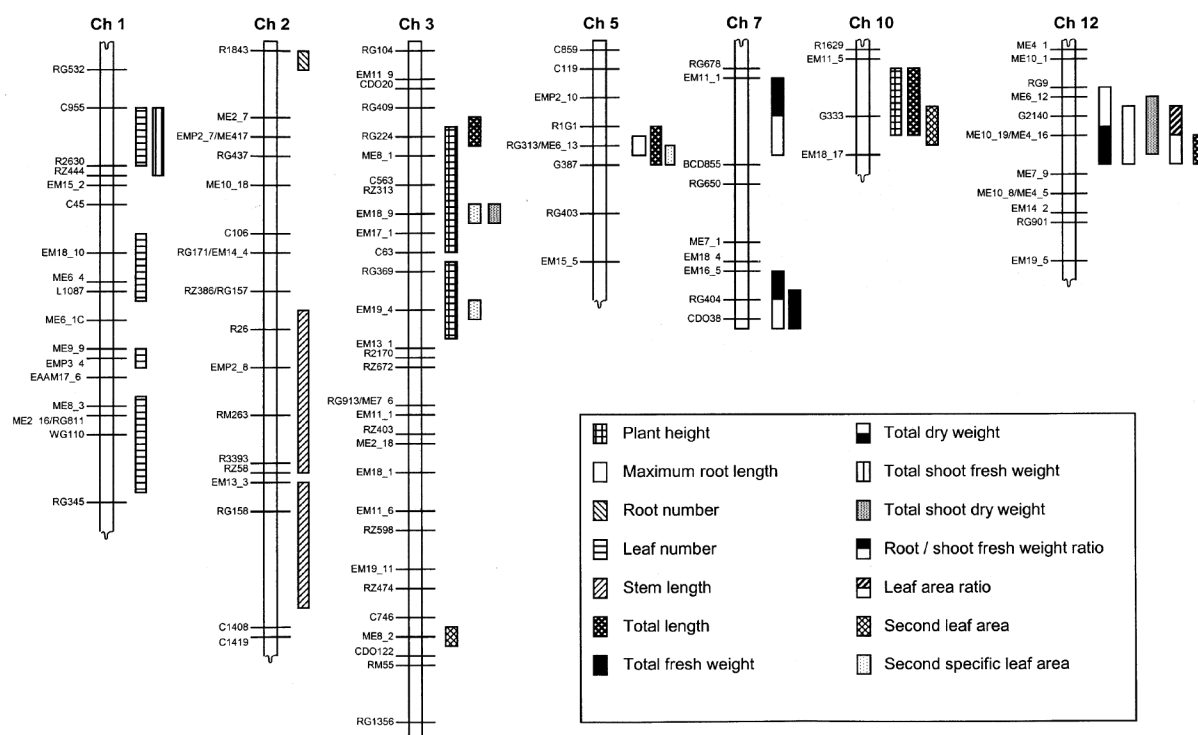 Ch 1
RG532
C955
R2630
RZ444
EM15_2
C45
EM18_10
ME6_4
L1087
ME6_1C
ME9_9
EMP3_4
EAAM17_6
ME8_3
ME2_16/RG811
WG110
RG345
Ch 2
R1843
ME2_7
EMP2_7/ME417
RG437
ME10_18
C106
RG171/EM14_4
RZ386/RG157
R26
EMP2_8
RM263
R3393
RZ58
EM13_3
RG158
C1408
C1419
Ch 3
RG104
EM11_9
CDO20
RG409
RG224
ME8_1
C563
RZ313
EM18_9
EM17_1
C63
RG369
EM19_4
EM13_1
R2170
RZ672
RG913/ME7_6
EM11_1
RZ403
ME2_18
EM18_1
EM11_6
RZ598
EM19_11
RZ474
C746
ME8_2
CDO122
RM55
RG1356
Ch 5
C859
C119
EMP2_10
R1G1
RG313/ME6_13
G387
RG403
EM15_5
Ch 7
RG678
EM11_1
BCD855
RG650
ME7_1
EM18_4
EM16_5
RG404
CDO38
Ch 10
R1629
EM11_5
G333
EM18_17
Ch 12
ME4_1
ME10_1
RG9
ME6_12
G2140
ME10_19/ME4_16
ME7_9
ME10_8/ME4_5
EM14_2
RG901
EM19_5
Plant height
Maximum root length
Root number
Leaf number
Stem length
Total length
Total fresh weight
Total dry weight
Total shoot fresh weight
Total shoot dry weight
Root / shoot fresh weight ratio
Leaf area ratio
Second leaf area
Second specific leaf area